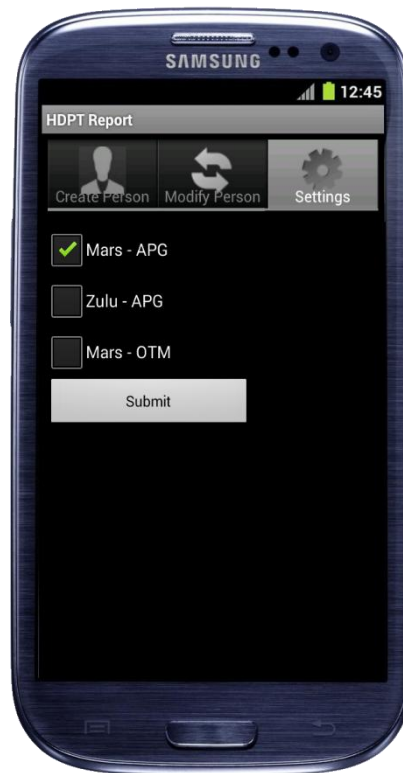 SAMSUNG
12:45
HDPT Report
Create Person Modify Person Settings
Mars - APG
Zulu - APG
Mars - OTM
Submit